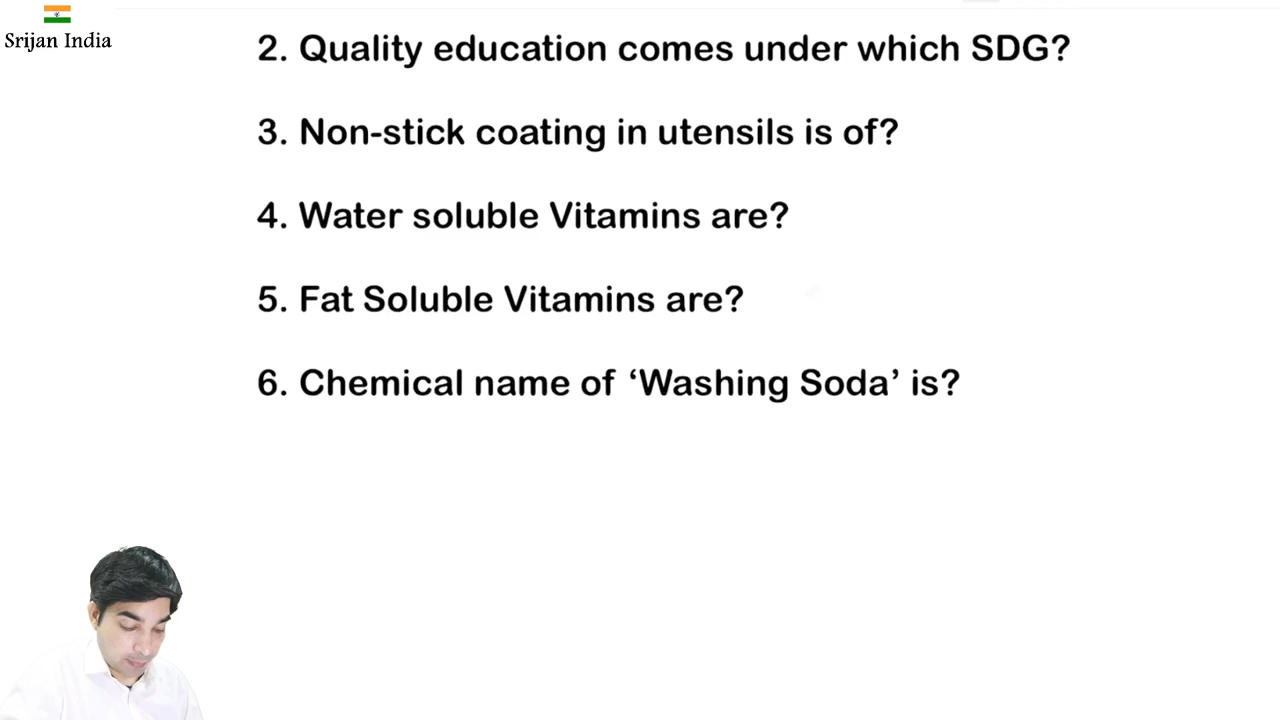 Srijan India
2. Quality education comes under which SDG?
3. Non-stick coating in utensils is of?
4. Water soluble Vitamins are?
5. Fat Soluble Vitamins are?
6. Chemical name of ‘Washing Soda’ is?